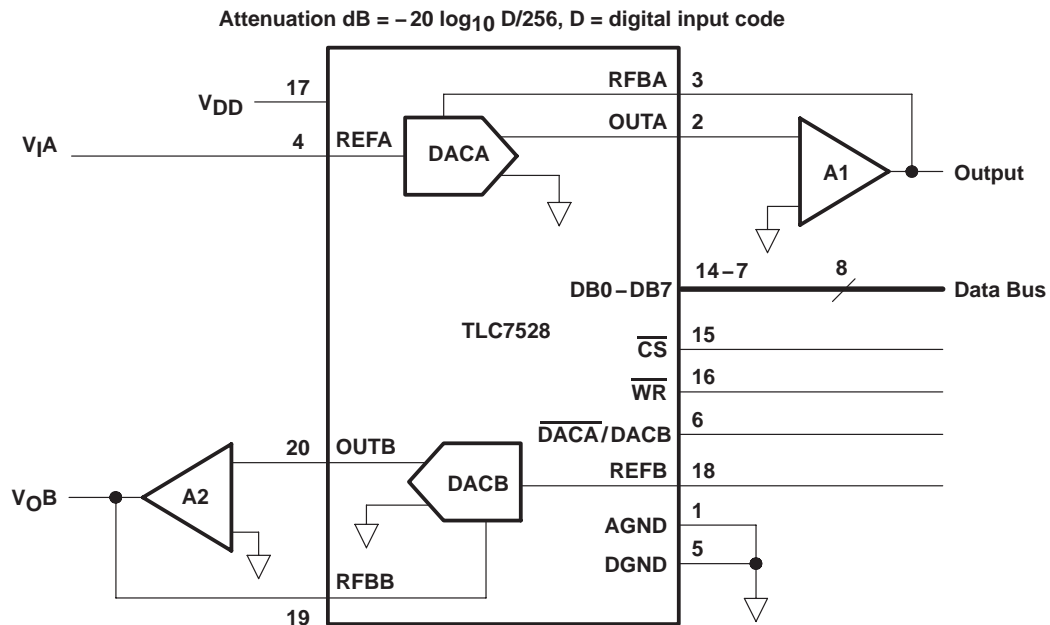 Attenuation dB = –20 log10 D/256, D = digital input code
VDD
17
RFBA
3
OUTA
2
VIA
4
REFA
DACA
A1
Output
DB0–DB7
14–7
8
Data Bus
TLC7528
CS
15
WR
16
DACA/DACB
6
20
OUTB
REFB
18
VOB
A2
DACB
AGND
1
DGND
5
RFBB
19